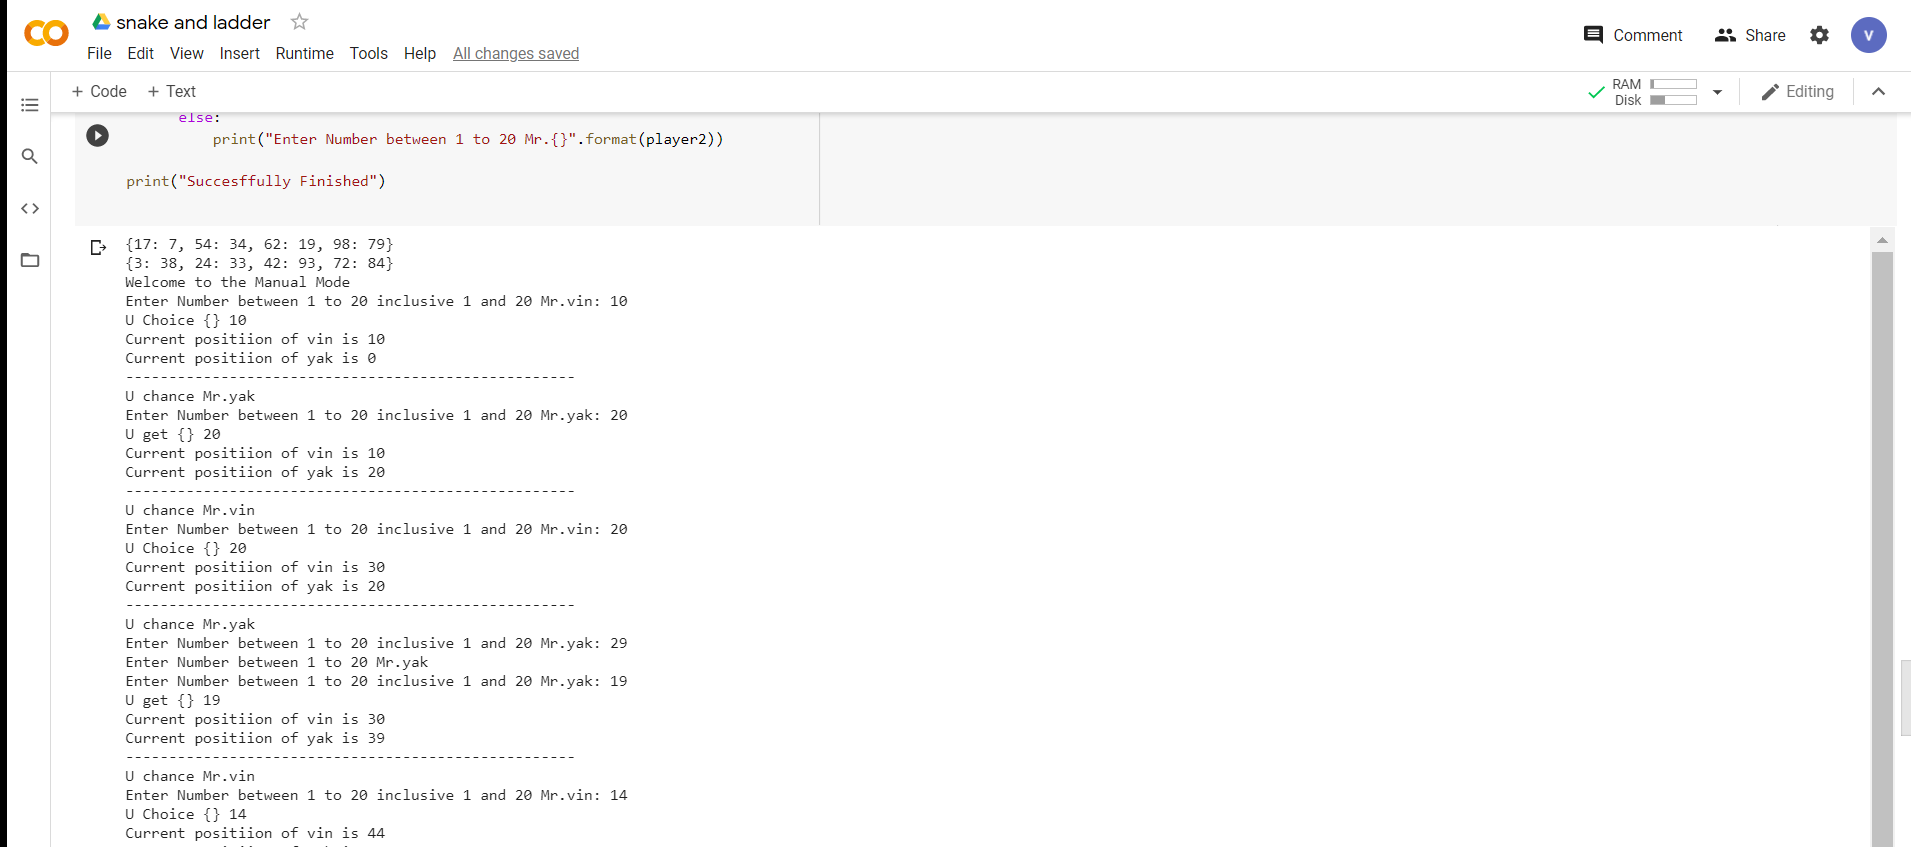 snake and ladder
File Edit View Insert Runtime Tools Help All changes saved
Comment Share V
+ Code + Text
RAM
Disk
Editing
else:
print("Enter Number between 1 to 20 Mr.{}".format(player2))
print("Succesffully Finished")
{17: 7, 54: 34, 62: 19, 98: 79}
{3: 38, 24: 33, 42: 93, 72: 84}
Welcome to the Manual Mode
Enter Number between 1 to 20 inclusive 1 and 20 Mr.vin: 10
U Choice {} 10
Current positiion of vin is 10
Current positiion of yak is 0
----------------------------------------------------
U chance Mr.yak
Enter Number between 1 to 20 inclusive 1 and 20 Mr.yak: 20
U get {} 20
Current positiion of vin is 10
Current positiion of yak is 20
----------------------------------------------------
U chance Mr.vin
Enter Number between 1 to 20 inclusive 1 and 20 Mr.vin: 20
U Choice {} 20
Current positiion of vin is 30
Current positiion of yak is 20
----------------------------------------------------
U chance Mr.yak
Enter Number between 1 to 20 inclusive 1 and 20 Mr.yak: 29
Enter Number between 1 to 20 Mr.yak
Enter Number between 1 to 20 inclusive 1 and 20 Mr.yak: 19
U get {} 19
Current positiion of vin is 30
Current positiion of yak is 39
----------------------------------------------------
U chance Mr.vin
Enter Number between 1 to 20 inclusive 1 and 20 Mr.vin: 14
U Choice {} 14
Current positiion of vin is 44